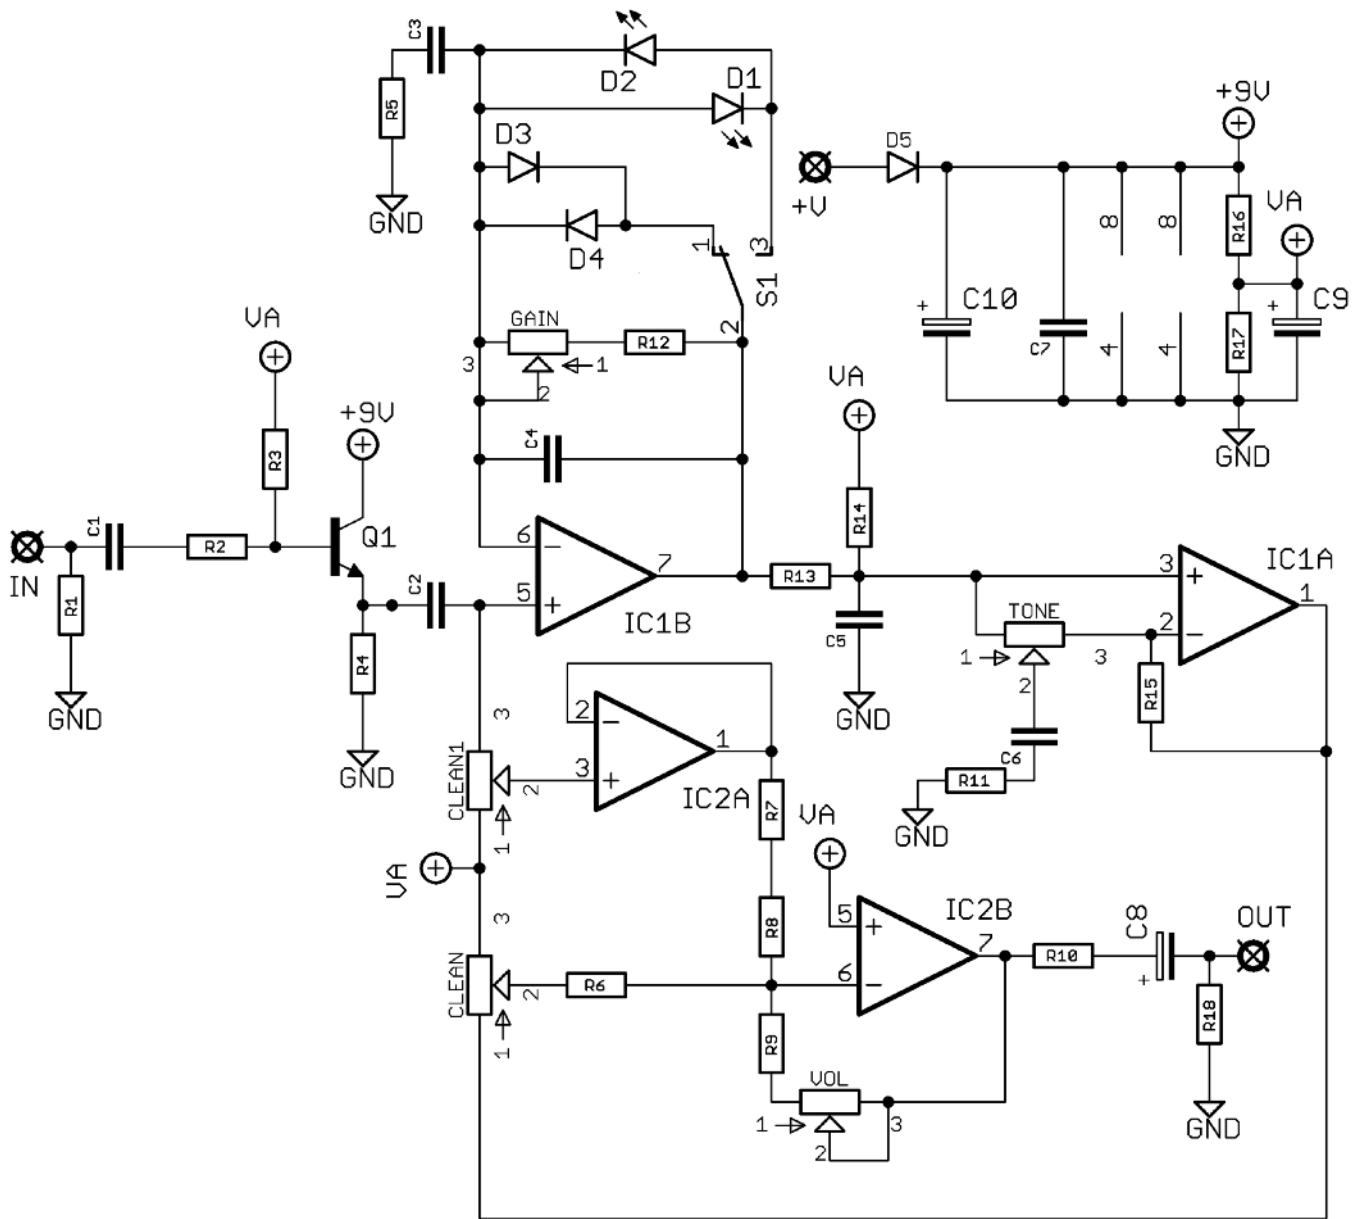 C3
D2
D1
R5
D3
GND
D4
1
3
S1
2
GAIN
R12
3
1
2
+V
D5
+9V
8
8
R16
VA
C10
C7
4
4
R17
C9
GND
VA
R3
+9V
C4
IN
C1
R1
GND
R2
Q1
C2
R4
GND
6
5
7
IC1B
R13
VA
R14
C5
GND
3
2
1
IC1A
TONE
1
2
3
R15
C6
R11
GND
3
CLEAN1
2
1
2
3
1
IC2A
R7
VA
R8
VA
5
6
7
IC2B
3
CLEAN
2
1
R6
R9
VOL
1
2
3
R10
C8
+
OUT
R18
GND